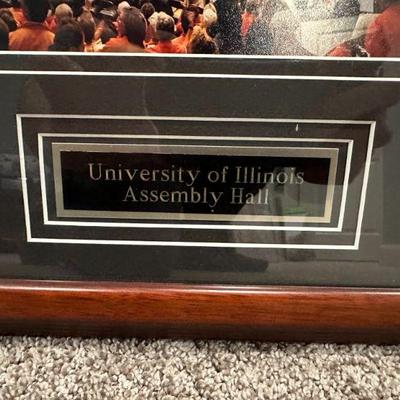 University of Illinois
Assembly Hall